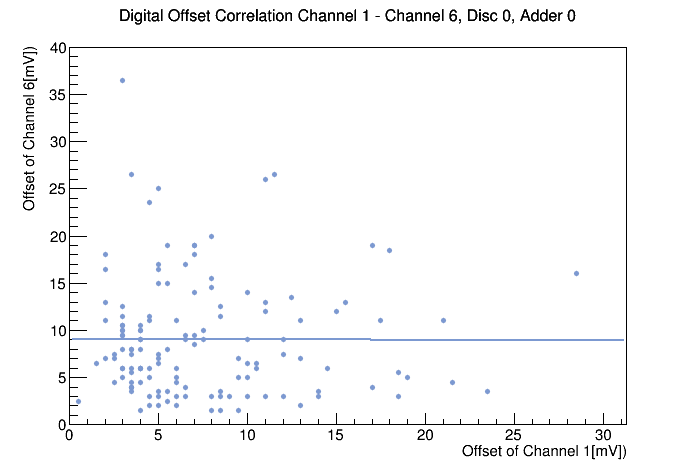 Digital Offset Correlation Channel 1 - Channel 6, Disc 0, Adder 0
Offset of Channel 6[mV])
40
35
30
25
20
15
10
5
0
0 5 10 15 20 25 30
Offset of Channel 1[mV])